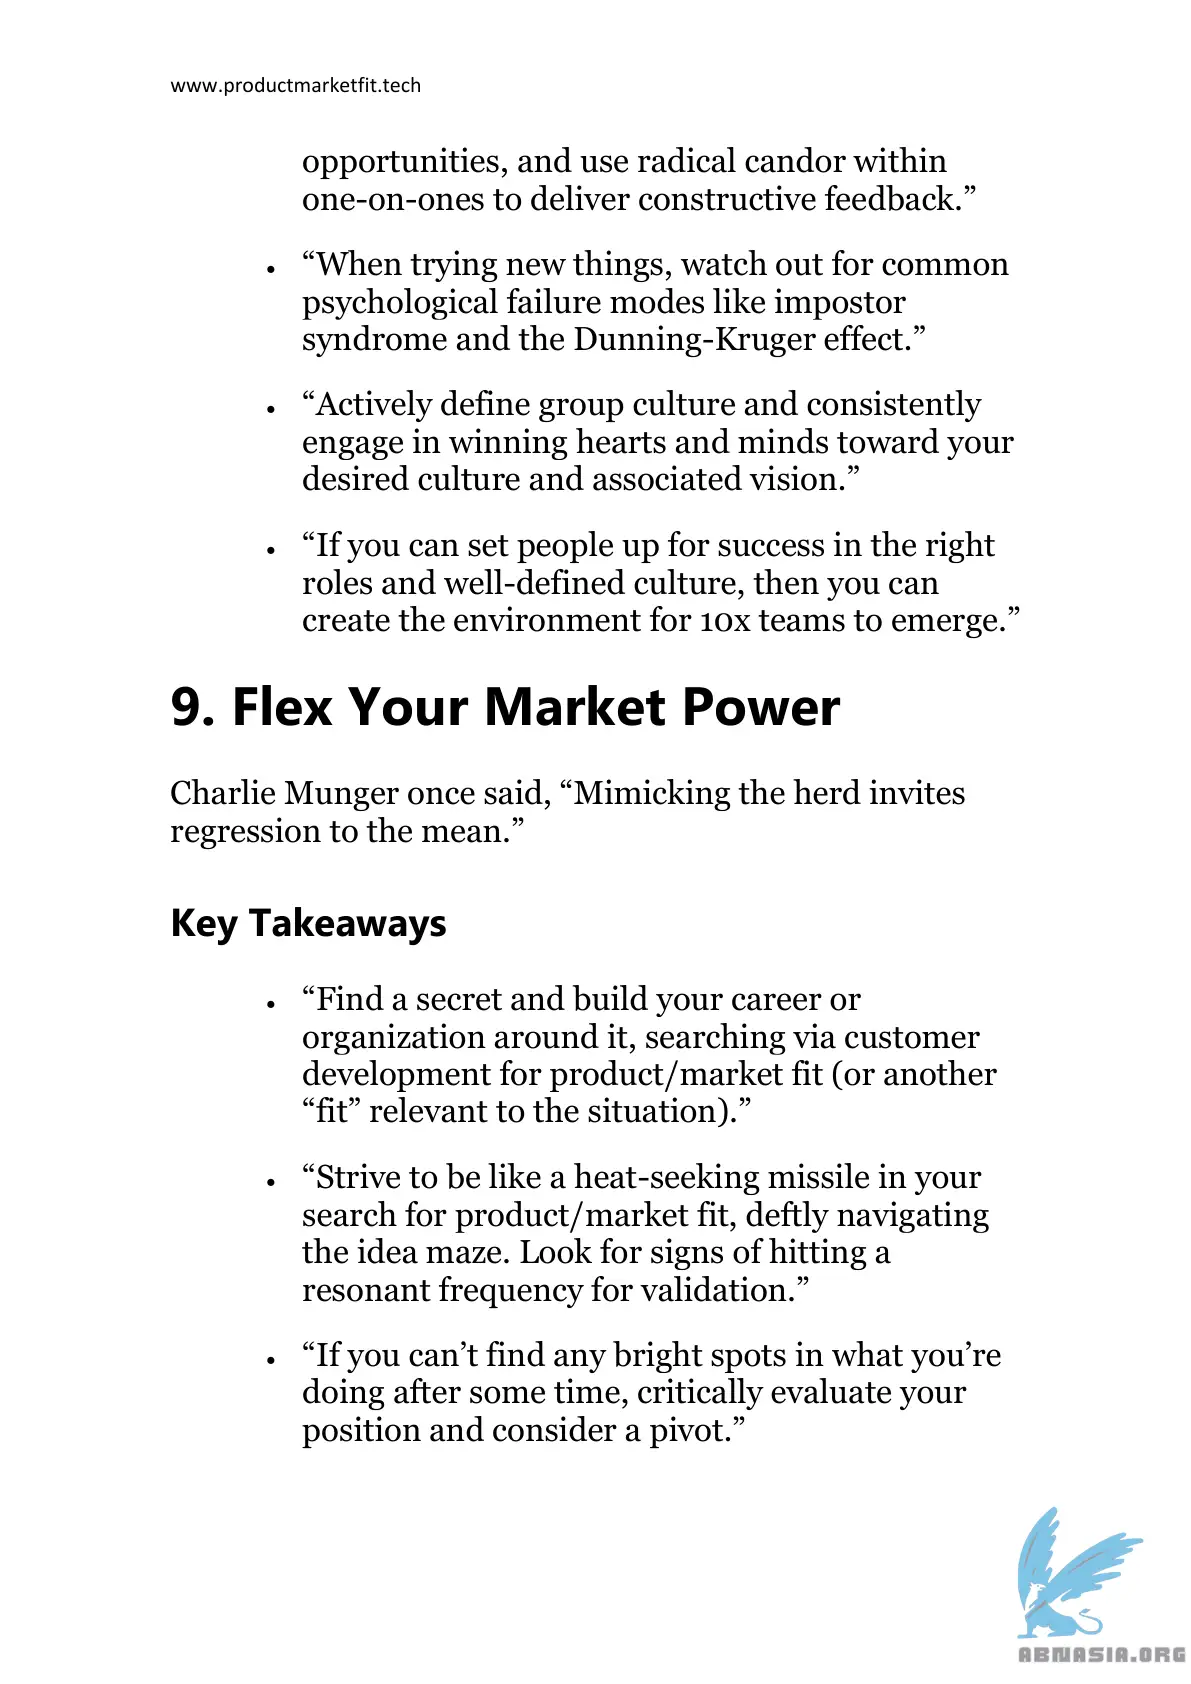 www.productmarketfit.tech
opportunities, and use radical candor within
one-on-ones to deliver constructive feedback.”
• “When trying new things, watch out for common
psychological failure modes like impostor
syndrome and the Dunning-Kruger effect.”
• “Actively define group culture and consistently
engage in winning hearts and minds toward your
desired culture and associated vision.”
• “If you can set people up for success in the right
roles and well-defined culture, then you can
create the environment for 10x teams to emerge.”
9. Flex Your Market Power
Charlie Munger once said, “Mimicking the herd invites
regression to the mean.”
Key Takeaways
• “Find a secret and build your career or
organization around it, searching via customer
development for product/market fit (or another
“fit” relevant to the situation).”
• “Strive to be like a heat-seeking missile in your
search for product/market fit, deftly navigating
the idea maze. Look for signs of hitting a
resonant frequency for validation.”
• “If you can’t find any bright spots in what you’re
doing after some time, critically evaluate your
position and consider a pivot.”
ABNASIA.ORG